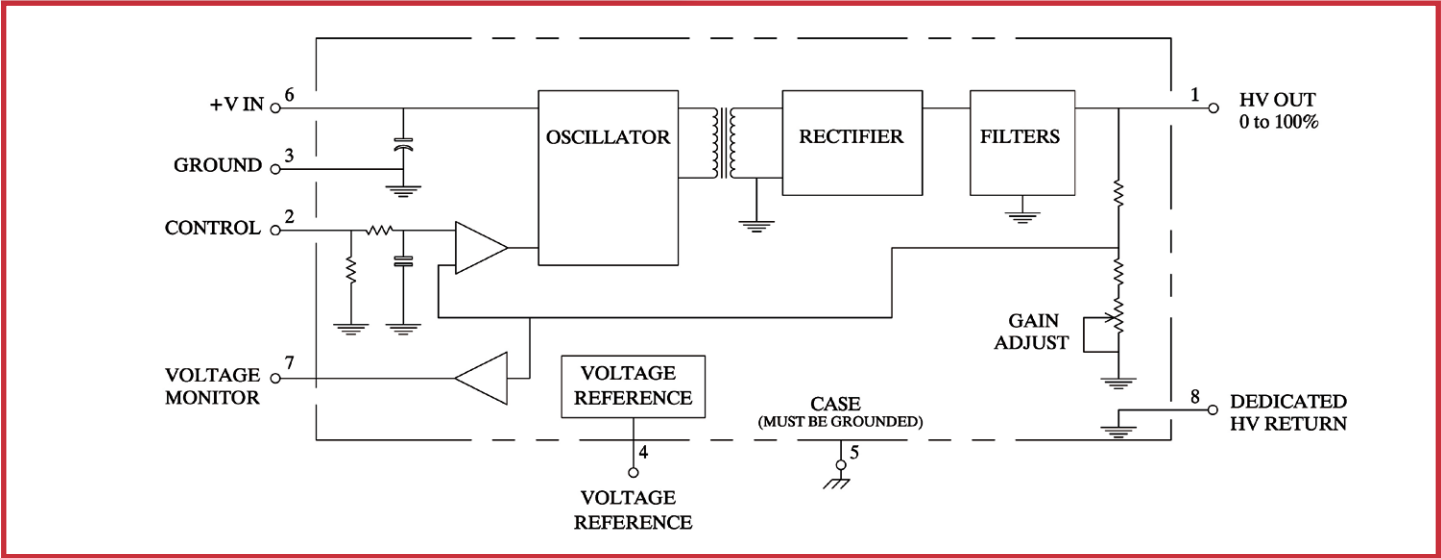 +V IN 6
OSCILLATOR
RECTIFIER
FILTERS
1 HV OUT
0 to 100%
GROUND 3
CONTROL 2
GAIN
ADJUST
VOLTAGE
MONITOR
7
VOLTAGE
REFERENCE
CASE
(MUST BE GROUNDED)
8 DEDICATED
HV RETURN
4
VOLTAGE
REFERENCE
5